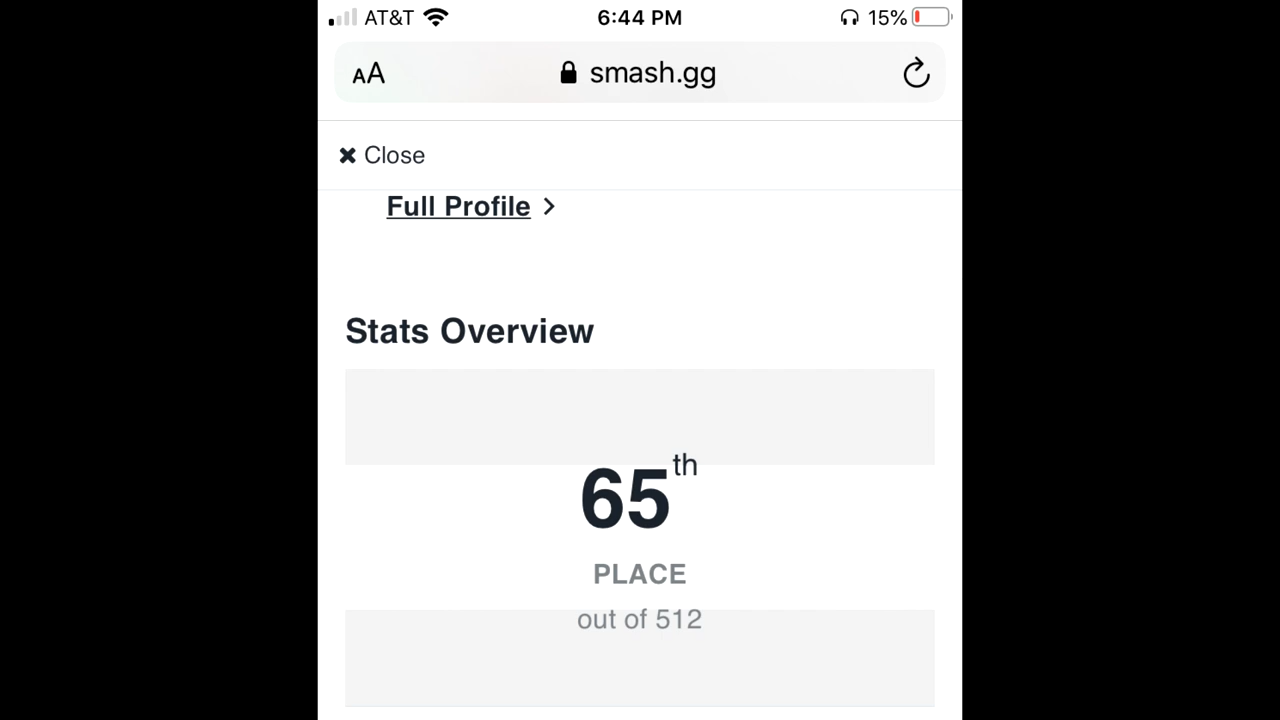 AT&T 6:44 PM 15%
AA smash.gg
Close
Full Profile
Stats Overview
65th
PLACE
out of 512